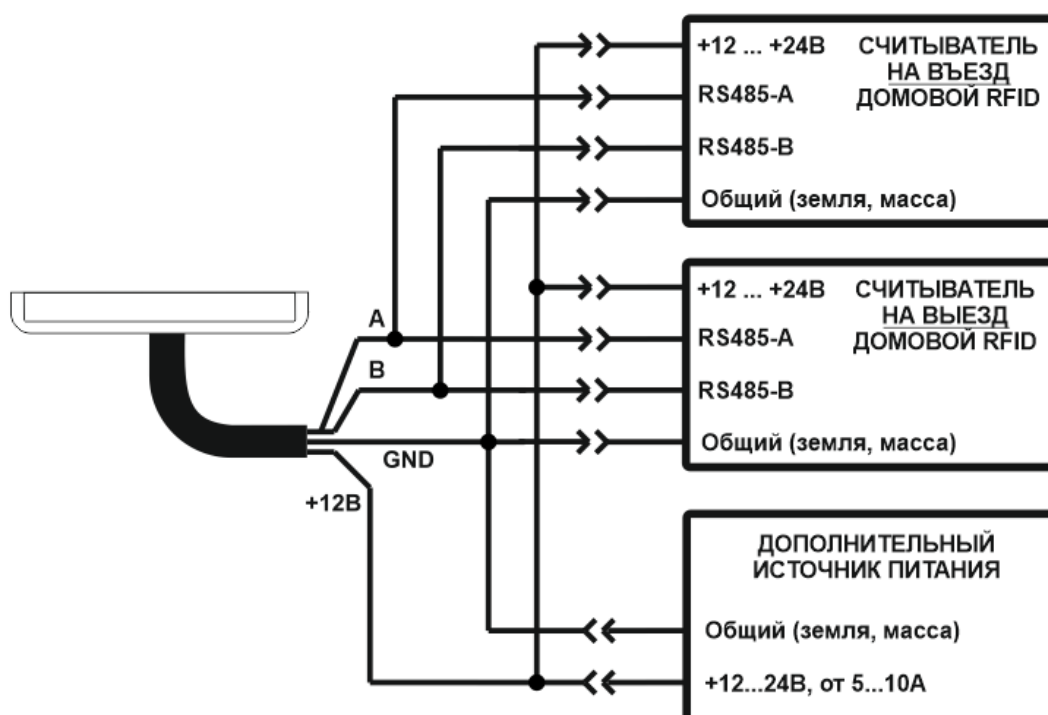 +12 ... +24В
СЧИТЫВАТЕЛЬ
НА ВЪЕЗД
ДОМОВОЙ RFID
RS485-A
RS485-B
Общий (земля, масса)
+12 ... +24В
СЧИТЫВАТЕЛЬ
НА ВЫЕЗД
ДОМОВОЙ RFID
RS485-A
RS485-B
Общий (земля, масса)
A
B
GND
+12В
ДОПОЛНИТЕЛЬНЫЙ
ИСТОЧНИК ПИТАНИЯ
Общий (земля, масса)
+12...24В, от 5...10А